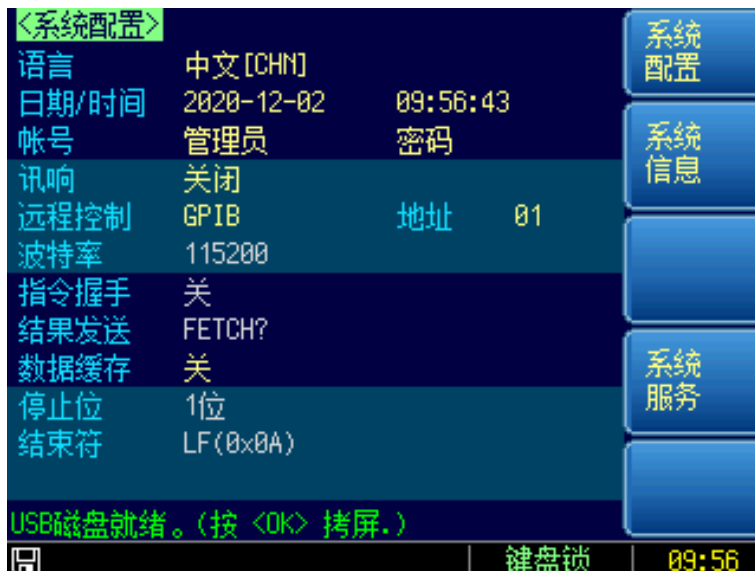 <系统配置>
语言 中文[CHN]
日期/时间 2020-12-02 09:56:43
帐号 管理员 密码
讯响 关闭
远程控制 GPIB 地址 01
波特率 115200
指令握手 关
结果发送 FETCH?
数据缓存 关
停止位 1位
结束符 LF(0x0A)
USB磁盘就绪。(按 <OK> 拷屏.)
系统
配置
系统
信息
系统
服务
键盘锁 09:56